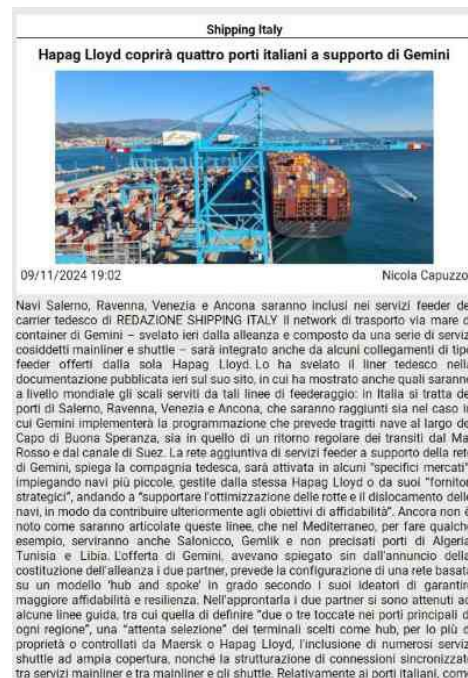 Shipping Italy
Hapag Lloyd coprirà quattro porti italiani a supporto di Gemini
09/11/2024 19:02
Nicola Capuzzo
Navi Salerno, Ravenna, Venezia e Ancona saranno inclusi nei servizi feeder de
carrier tedesco di REDAZIONE SHIPPING ITALY Il network di trasporto via mare d
container di Gemini – svelato ieri dalla alleanza e composto da una serie di serviz
cosiddetti mainliner e shuttle – sarà integrato anche da alcuni collegamenti di tipo
feeder offerti dalla sola Hapag Lloyd. Lo ha svelato il liner tedesco nella
documentazione pubblicata ieri sul suo sito, in cui ha mostrato anche quali saranno
a livello mondiale gli scali serviti da tali linee di feederaggio: in Italia si tratta de
porti di Salerno, Ravenna, Venezia e Ancona, che saranno raggiunti sia nel caso in
cui Gemini implementerà la programmazione che prevede tragitti nave al largo de
Capo di Buona Speranza, sia in quello di un ritorno regolare dei transiti dal Ma
Rosso e dal canale di Suez. La rete aggiuntiva di servizi feeder a supporto della rete
di Gemini, spiega la compagnia tedesca, sarà attivata in alcuni "specifici mercati"
impiegando navi più piccole, gestite dalla stessa Hapag Lloyd o da suoi "fornitor
strategici", andando a "supportare l'ottimizzazione delle rotte e il dislocamento delle
navi, in modo da contribuire ulteriormente agli obiettivi di affidabilità". Ancora non è
noto come saranno articolate queste linee, che nel Mediterraneo, per fare qualche
esempio, serviranno anche Salonicco, Gemlik e non precisati porti di Algeria
Tunisia e Libia. L'offerta di Gemini, avevano spiegato sin dall'annuncio della
costituzione dell'alleanza i due partner, prevede la configurazione di una rete basata
su un modello 'hub and spoke' in grado secondo i suoi ideatori di garantire
maggiore affidabilità e resilienza. Nell'approntarla i due partner si sono attenuti ad
alcune linee guida, tra cui quella di definire "due o tre toccate nei porti principali d
ogni regione", una "attenta selezione" dei terminali scelti come hub, per lo più d
proprietà o controllati da Maersk o Hapag Lloyd, l'inclusione di numerosi serviz
shuttle ad ampia copertura, nonché la strutturazione di connessioni sincronizzate
tra servizi mainliner e tra mainliner e gli shuttle. Relativamente ai porti italiani, come